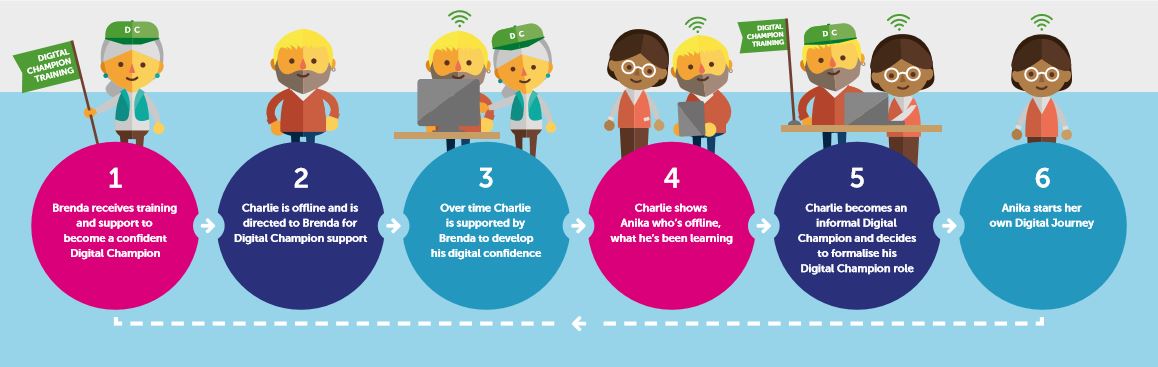 DIGITAL
CHAMPION
TRAINING
D C
D C
DIGITAL
CHAMPION
TRAINING
D C
1
Brenda receives training
and support to
become a confident
Digital Champion
2
Charlie is offline and is
directed to Brenda for
Digital Champion support
3
Over time Charlie
is supported by
Brenda to develop
his digital confidence
4
Charlie shows
Anika who's offline,
what he's been learning
5
Charlie becomes an
informal Digital
Champion and decides
to formalise his
Digital Champion role
6
Anika starts her
own Digital Journey